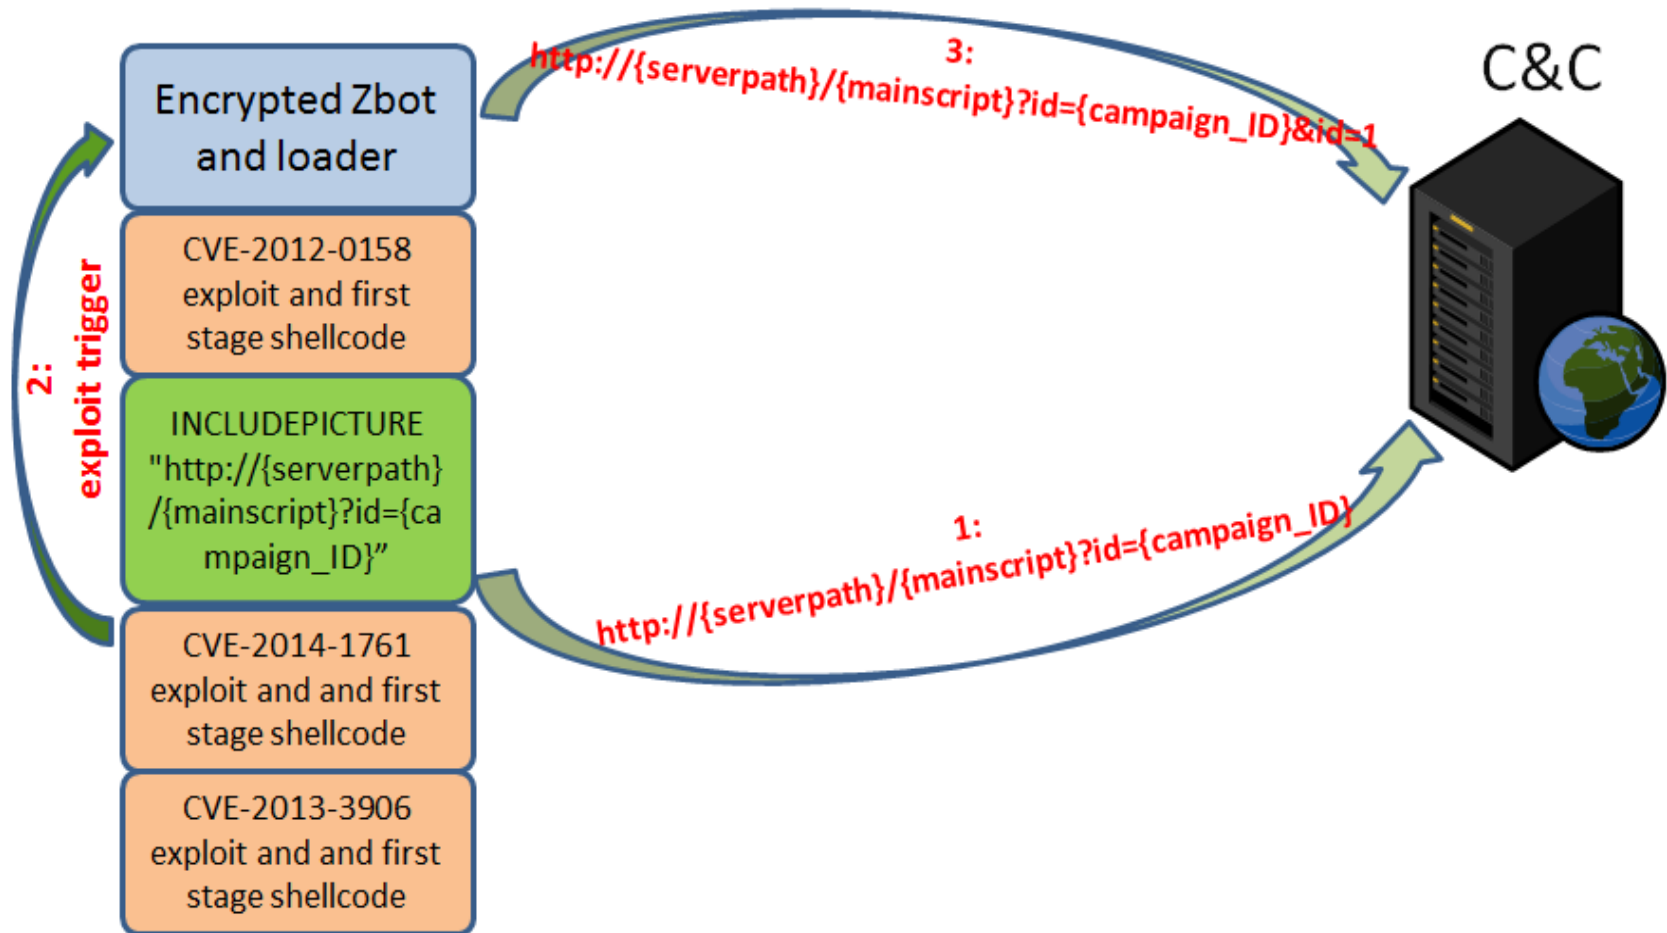 Encrypted Zbot
and loader
CVE-2012-0158
exploit and first
stage shellcode
INCLUDEPICTURE
"http://{serverpath}
/{mainscript}?id={ca
mpaign_ID}”
CVE-2014-1761
exploit and and first
stage shellcode
CVE-2013-3906
exploit and and first
stage shellcode
2:
exploit trigger
3:
http://{serverpath}/{mainscript}?id={campaign_ID}&id=1
1:
http://{serverpath}/{mainscript}?id={campaign_ID}
C&C